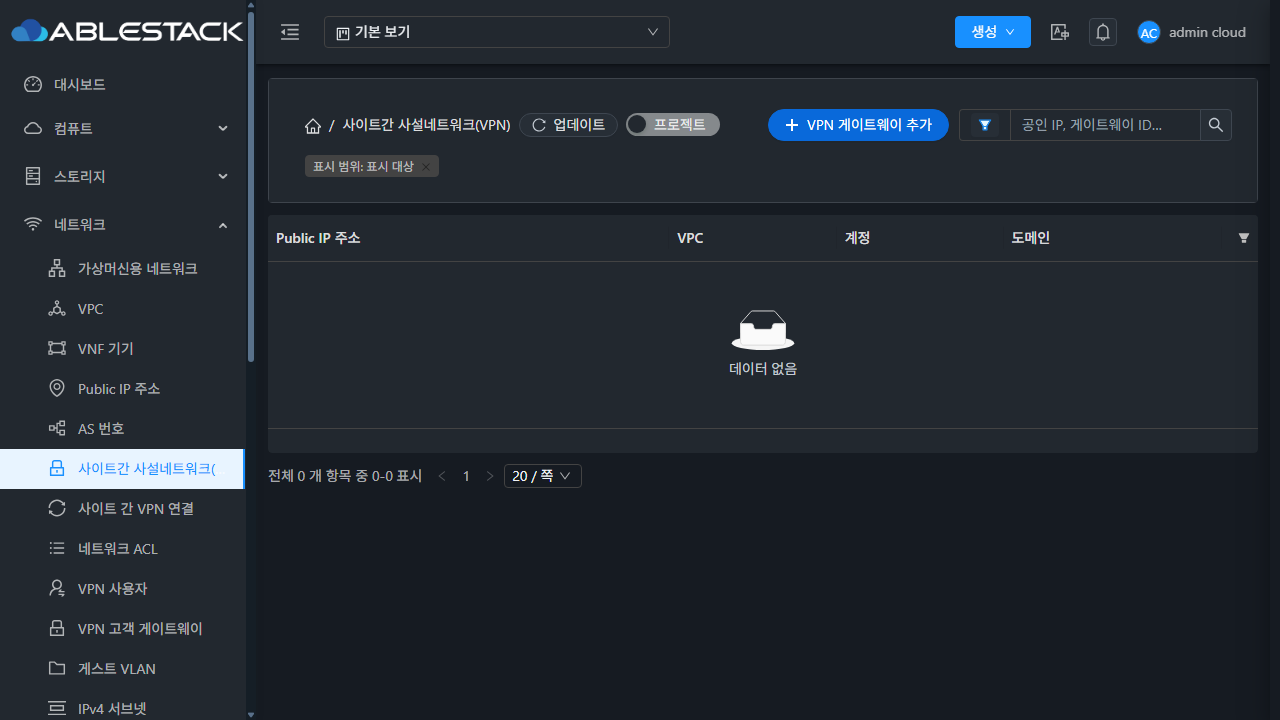 ABLESTACK
기본 보기
생성
AC
admin cloud
대시보드
컴퓨트
스토리지
네트워크
가상머신용 네트워크
VPC
VNF 기기
Public IP 주소
AS 번호
사이트간 사설네트워크(
사이트 간 VPN 연결
네트워크 ACL
VPN 사용자
VPN 고객 게이트웨이
게스트 VLAN
IPv4 서브넷
/ 사이트간 사설네트워크(VPN)
업데이트
프로젝트
VPN 게이트웨이 추가
공인 IP, 게이트웨이 ID...
표시 범위: 표시 대상
Public IP 주소 VPC 계정 도메인
데이터 없음
전체 0 개 항목 중 0-0 표시
1
20 / 쪽